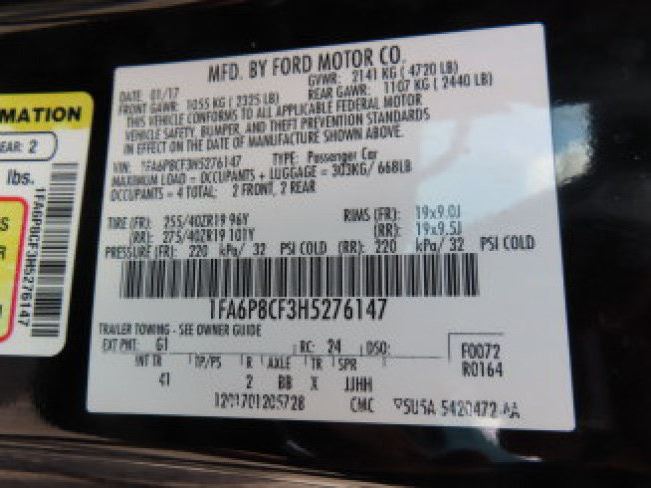 MFD. BY FORD MOTOR CO.
DATE: 01/17 GVWR: 2141 KG ( 4720 LB)
FRONT GAWR: 1055 KG ( 2325 LB) REAR GAWR: 1107 KG ( 2440 LB)
THIS VEHICLE CONFORMS TO ALL APPLICABLE FEDERAL MOTOR
VEHICLE SAFETY, BUMPER, AND THEFT PREVENTION STANDARDS
IN EFFECT ON THE DATE OF MANUFACTURE SHOWN ABOVE.
VIN: 1FA6P8CF3H5276147 TYPE: Passenger Car
MAXIMUM LOAD = OCCUPANTS + LUGGAGE = 303KG/ 668LB
OCCUPANTS = 4 TOTAL; 2 FRONT, 2 REAR
TIRE (FR): 255/40ZR19 96Y RIMS (FR): 19x9.0J
(RR): 275/40ZR19 101Y (RR): 19x9.5J
PRESSURE (FR): 220 kPa/ 32 PSI COLD (RR): 220 kPa/ 32 PSI COLD
1FA6P8CF3H5276147
TRAILER TOWING - SEE OWNER GUIDE
EXT PNT: G1 RC: 24 DSO: F0072
R0164
INT TR TP/PS R AXLE TR SPR
41 2 BB X JJHH
CMC 5U5A 5420472 AA
MATION
EAR: 2
lbs.
1FA6P8CF3H5276147